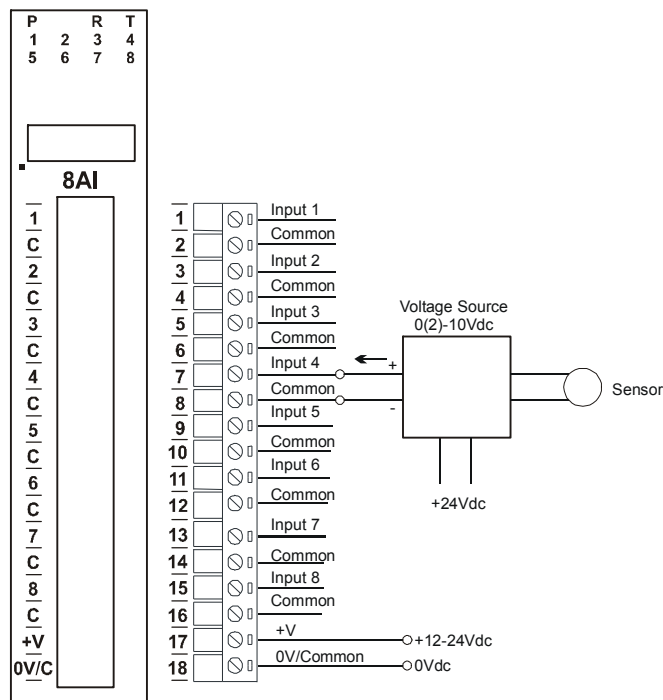 P R T
1 2 3 4
5 6 7 8
8AI
1
C
2
C
3
C
4
C
5
C
6
C
7
C
8
C
+V
0V/C
1 Input 1
2 Common
3 Input 2
4 Common
5 Input 3
6 Common
7 Input 4
8 Common
9 Input 5
10 Common
11 Input 6
12 Common
13 Input 7
14 Common
15 Input 8
16 Common
17 +V +12-24Vdc
18 0V/Common 0Vdc
Voltage Source
0(2)-10Vdc
+
-
Sensor
+24Vdc